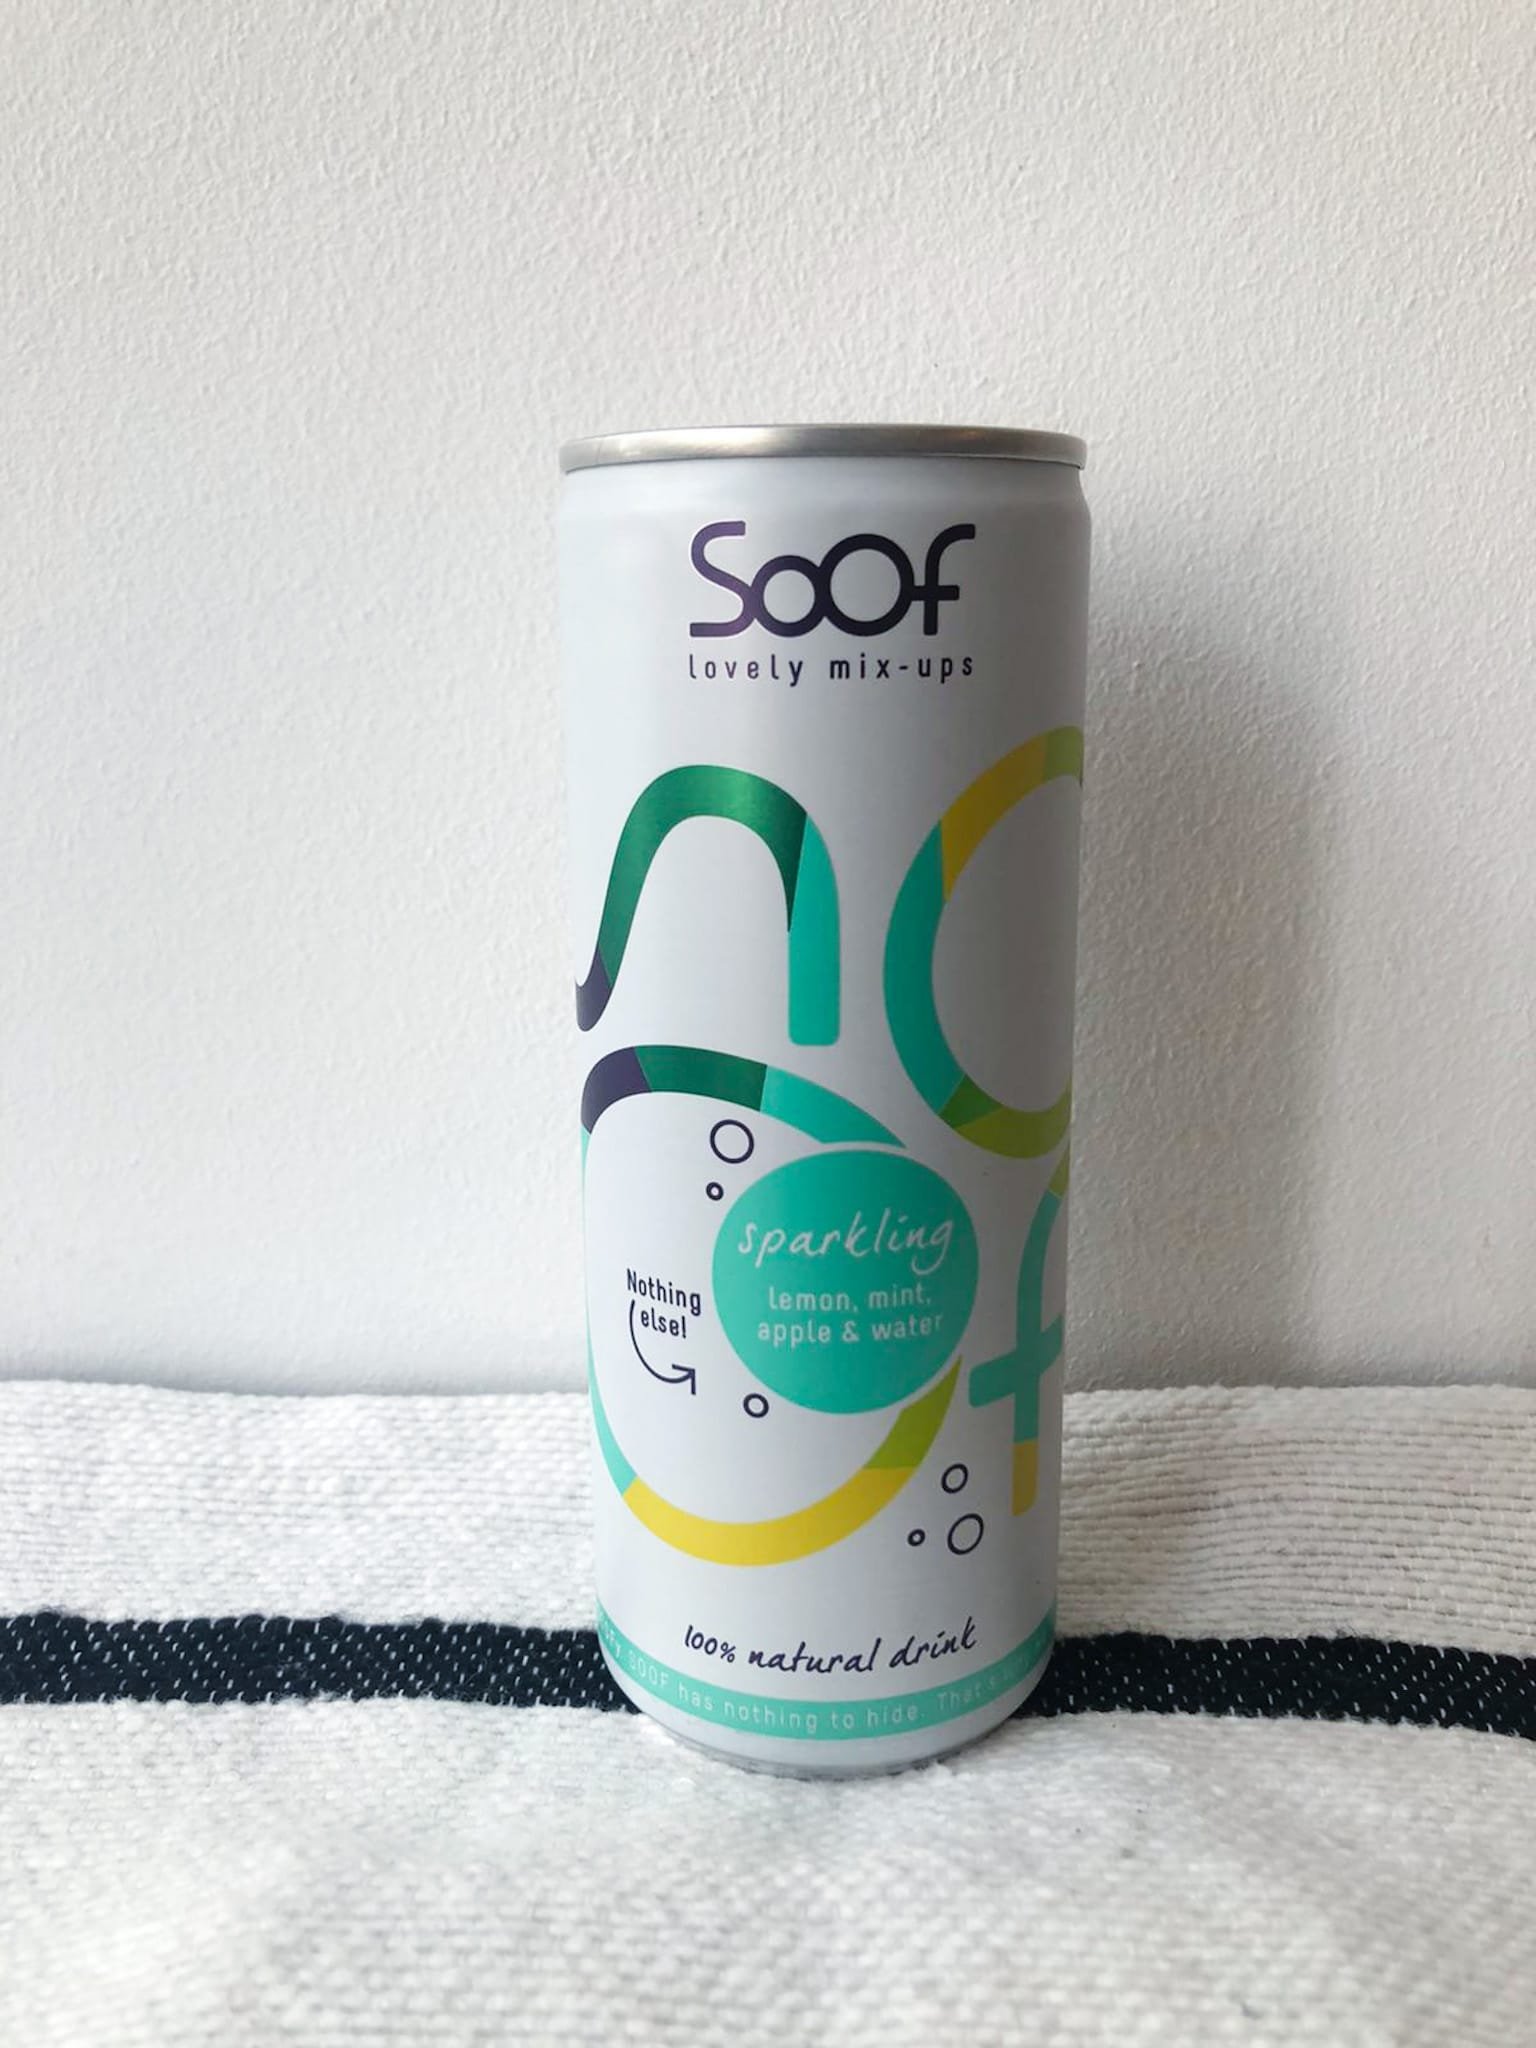 SoOf
lovely mix-ups
sparkling
lemon, mint,
apple & water
Nothing
else!
100% natural drink
SOOF has nothing to hide. That's